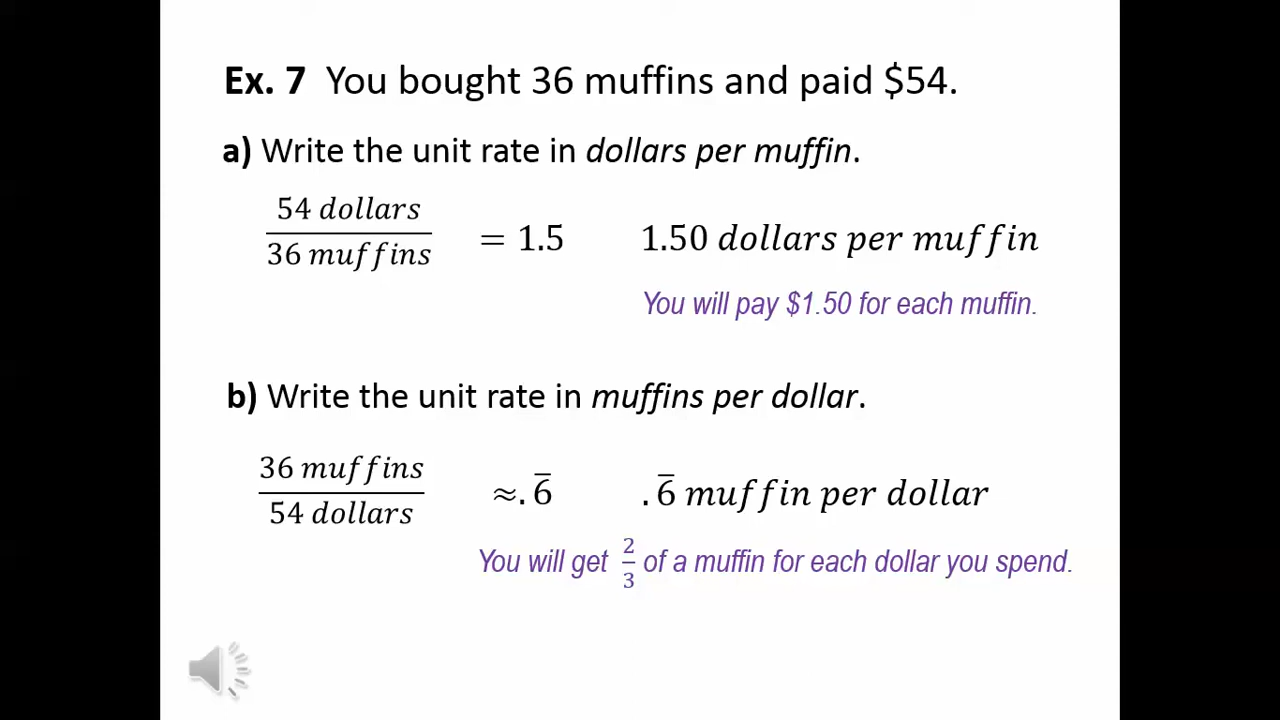 Ex. 7 You bought 36 muffins and paid $54.
a) Write the unit rate in dollars per muffin.
54 dollars
36 muffins
= 1.5
1.50 dollars per muffin
You will pay $1.50 for each muffin.
b) Write the unit rate in muffins per dollar.
36 muffins
54 dollars
≈ . 6̅
. 6̅ muffin per dollar
You will get 2/3 of a muffin for each dollar you spend.